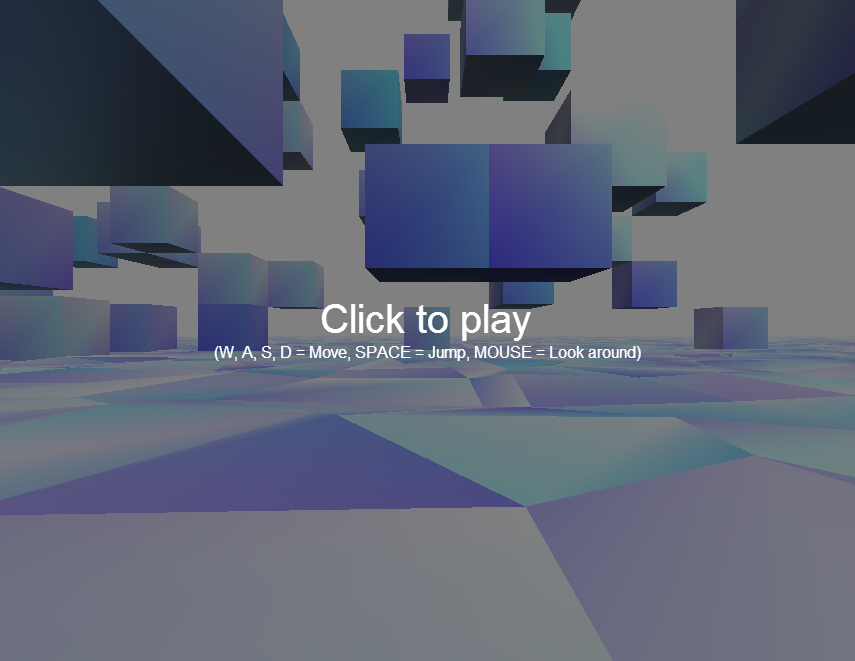 Click to play
(W, A, S, D = Move, SPACE = Jump, MOUSE = Look around)